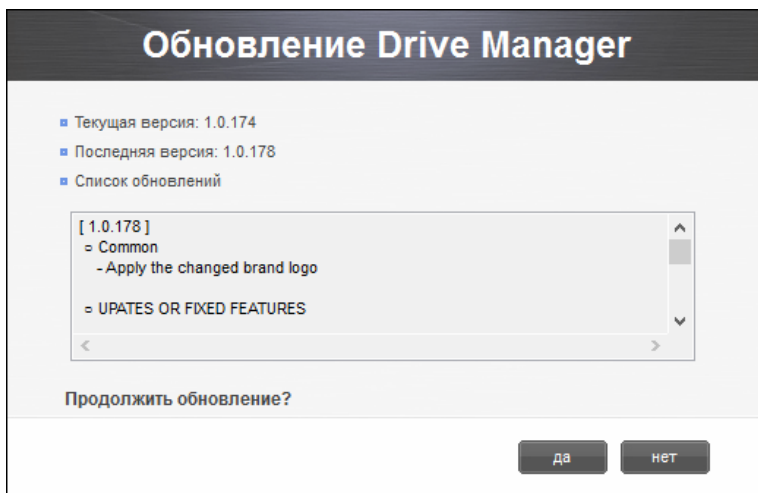 Обновление Drive Manager
Текущая версия: 1.0.174
Последняя версия: 1.0.178
Список обновлений
[ 1.0.178 ]
▫ Common
- Apply the changed brand logo
▫ UPATES OR FIXED FEATURES
Продолжить обновление?
да нет